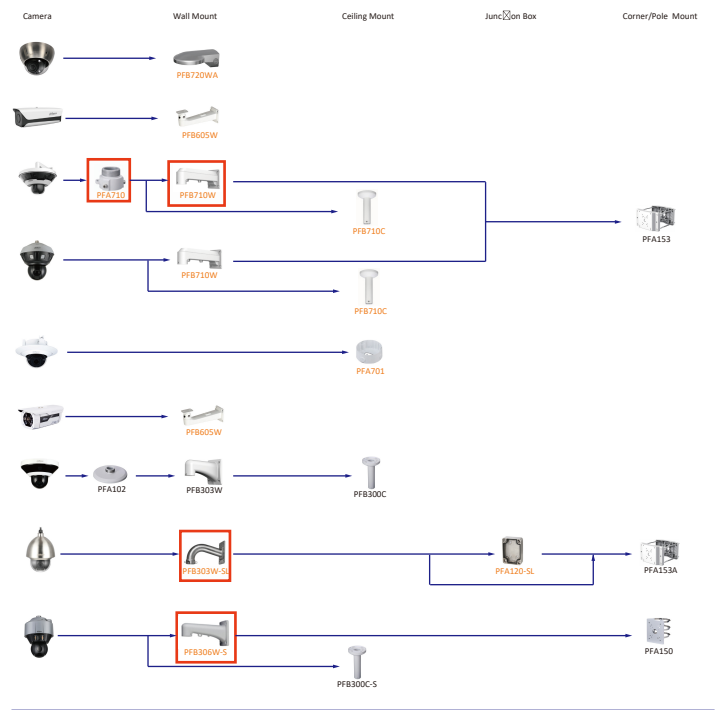 Camera Wall Mount Ceiling Mount Junc☒on Box Corner/Pole Mount
PFB720WA
PFB605W
PFA710 PFB710W
PFB710C
PFA153
PFB710W
PFB710C
PFA701
PFB605W
PFA102 PFB303W PFB300C
PFB303W-SL PFA120-SL PFA153A
PFB306W-S PFA150
PFB300C-S